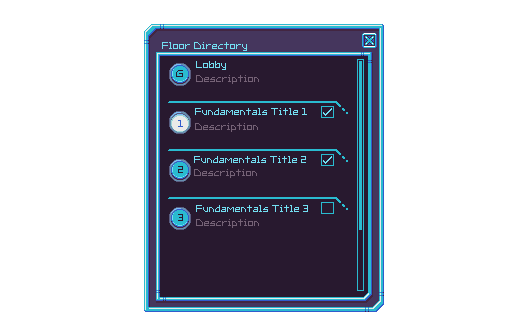 Floor Directory
G
Lobby
Description
1
Fundamentals Title 1
Description
2
Fundamentals Title 2
Description
3
Fundamentals Title 3
Description